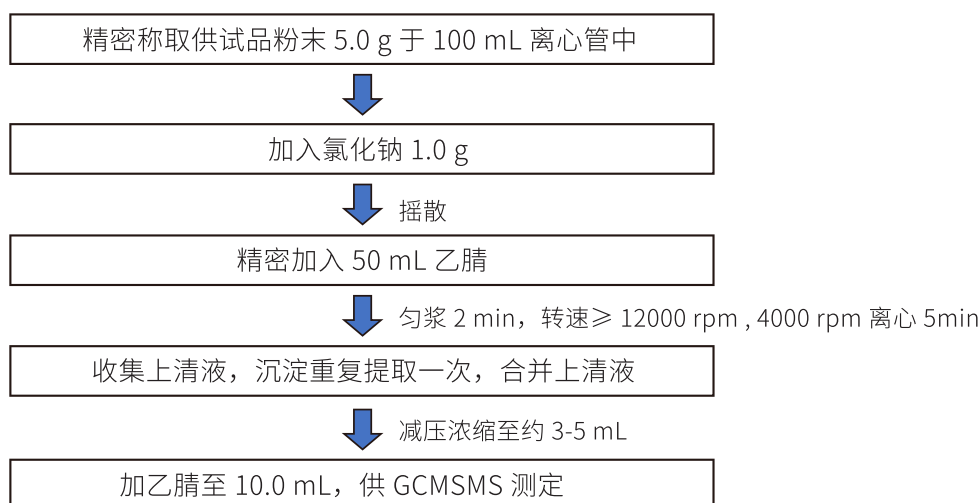 精密称取供试品粉末 5.0 g 于 100 mL 离心管中
加入氯化钠 1.0 g
摇散
精密加入 50 mL 乙腈
匀浆 2 min，转速≥ 12000 rpm , 4000 rpm 离心 5min
收集上清液，沉淀重复提取一次，合并上清液
减压浓缩至约 3-5 mL
加乙腈至 10.0 mL，供 GCMSMS 测定